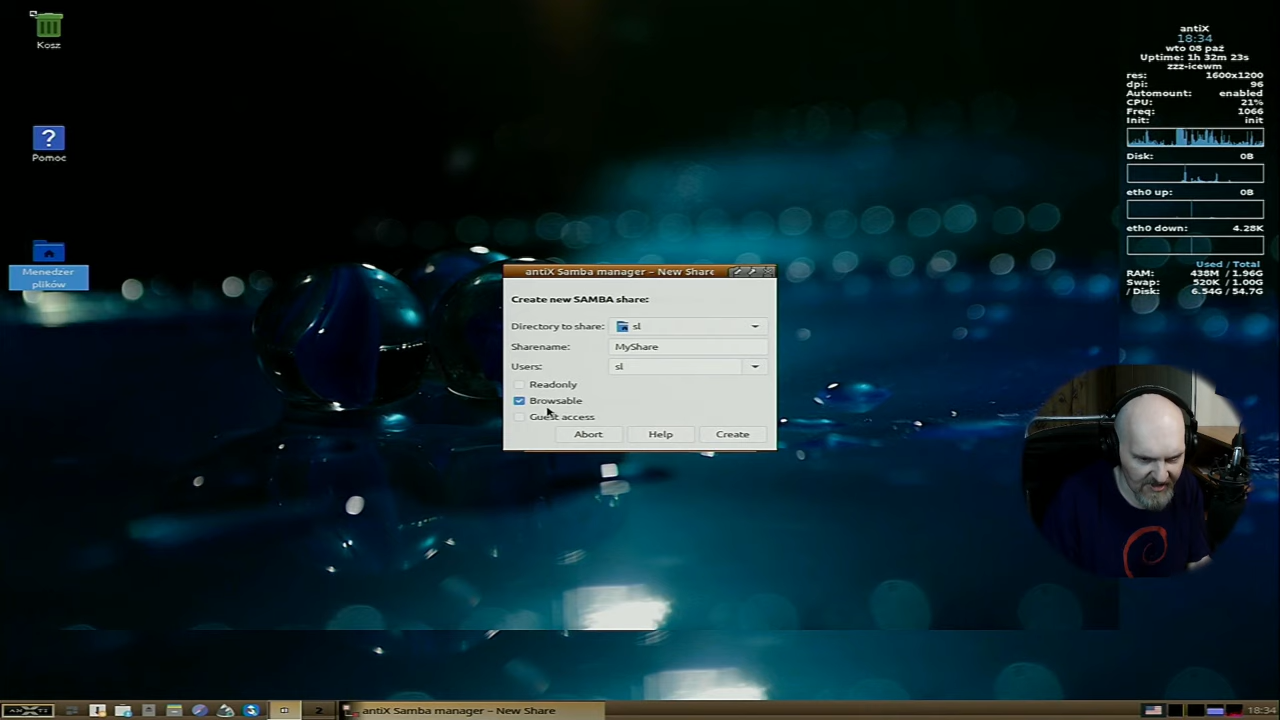 Kosz
Pomoc
Menedzer
plików
antiX Samba manager – New Share
Create new SAMBA share:
Directory to share:
sl
Sharename:
MyShare
Users:
sl
Readonly
Browsable
Guest access
Abort
Help
Create
antiX
18:34
wto 08 paź
Uptime: 1h 32m 23s
zzz-icewm
res: 1600x1200
dpi: 96
Automount: enabled
CPU: 21%
Freq: 1066
Init: init
Disk: 0B
eth0 up: 0B
eth0 down: 4.28K
Used / Total
RAM: 438M / 1.96G
Swap: 520K / 1.00G
/ Disk: 6.54G / 54.7G
2
antiX Samba manager – New Share
18:34